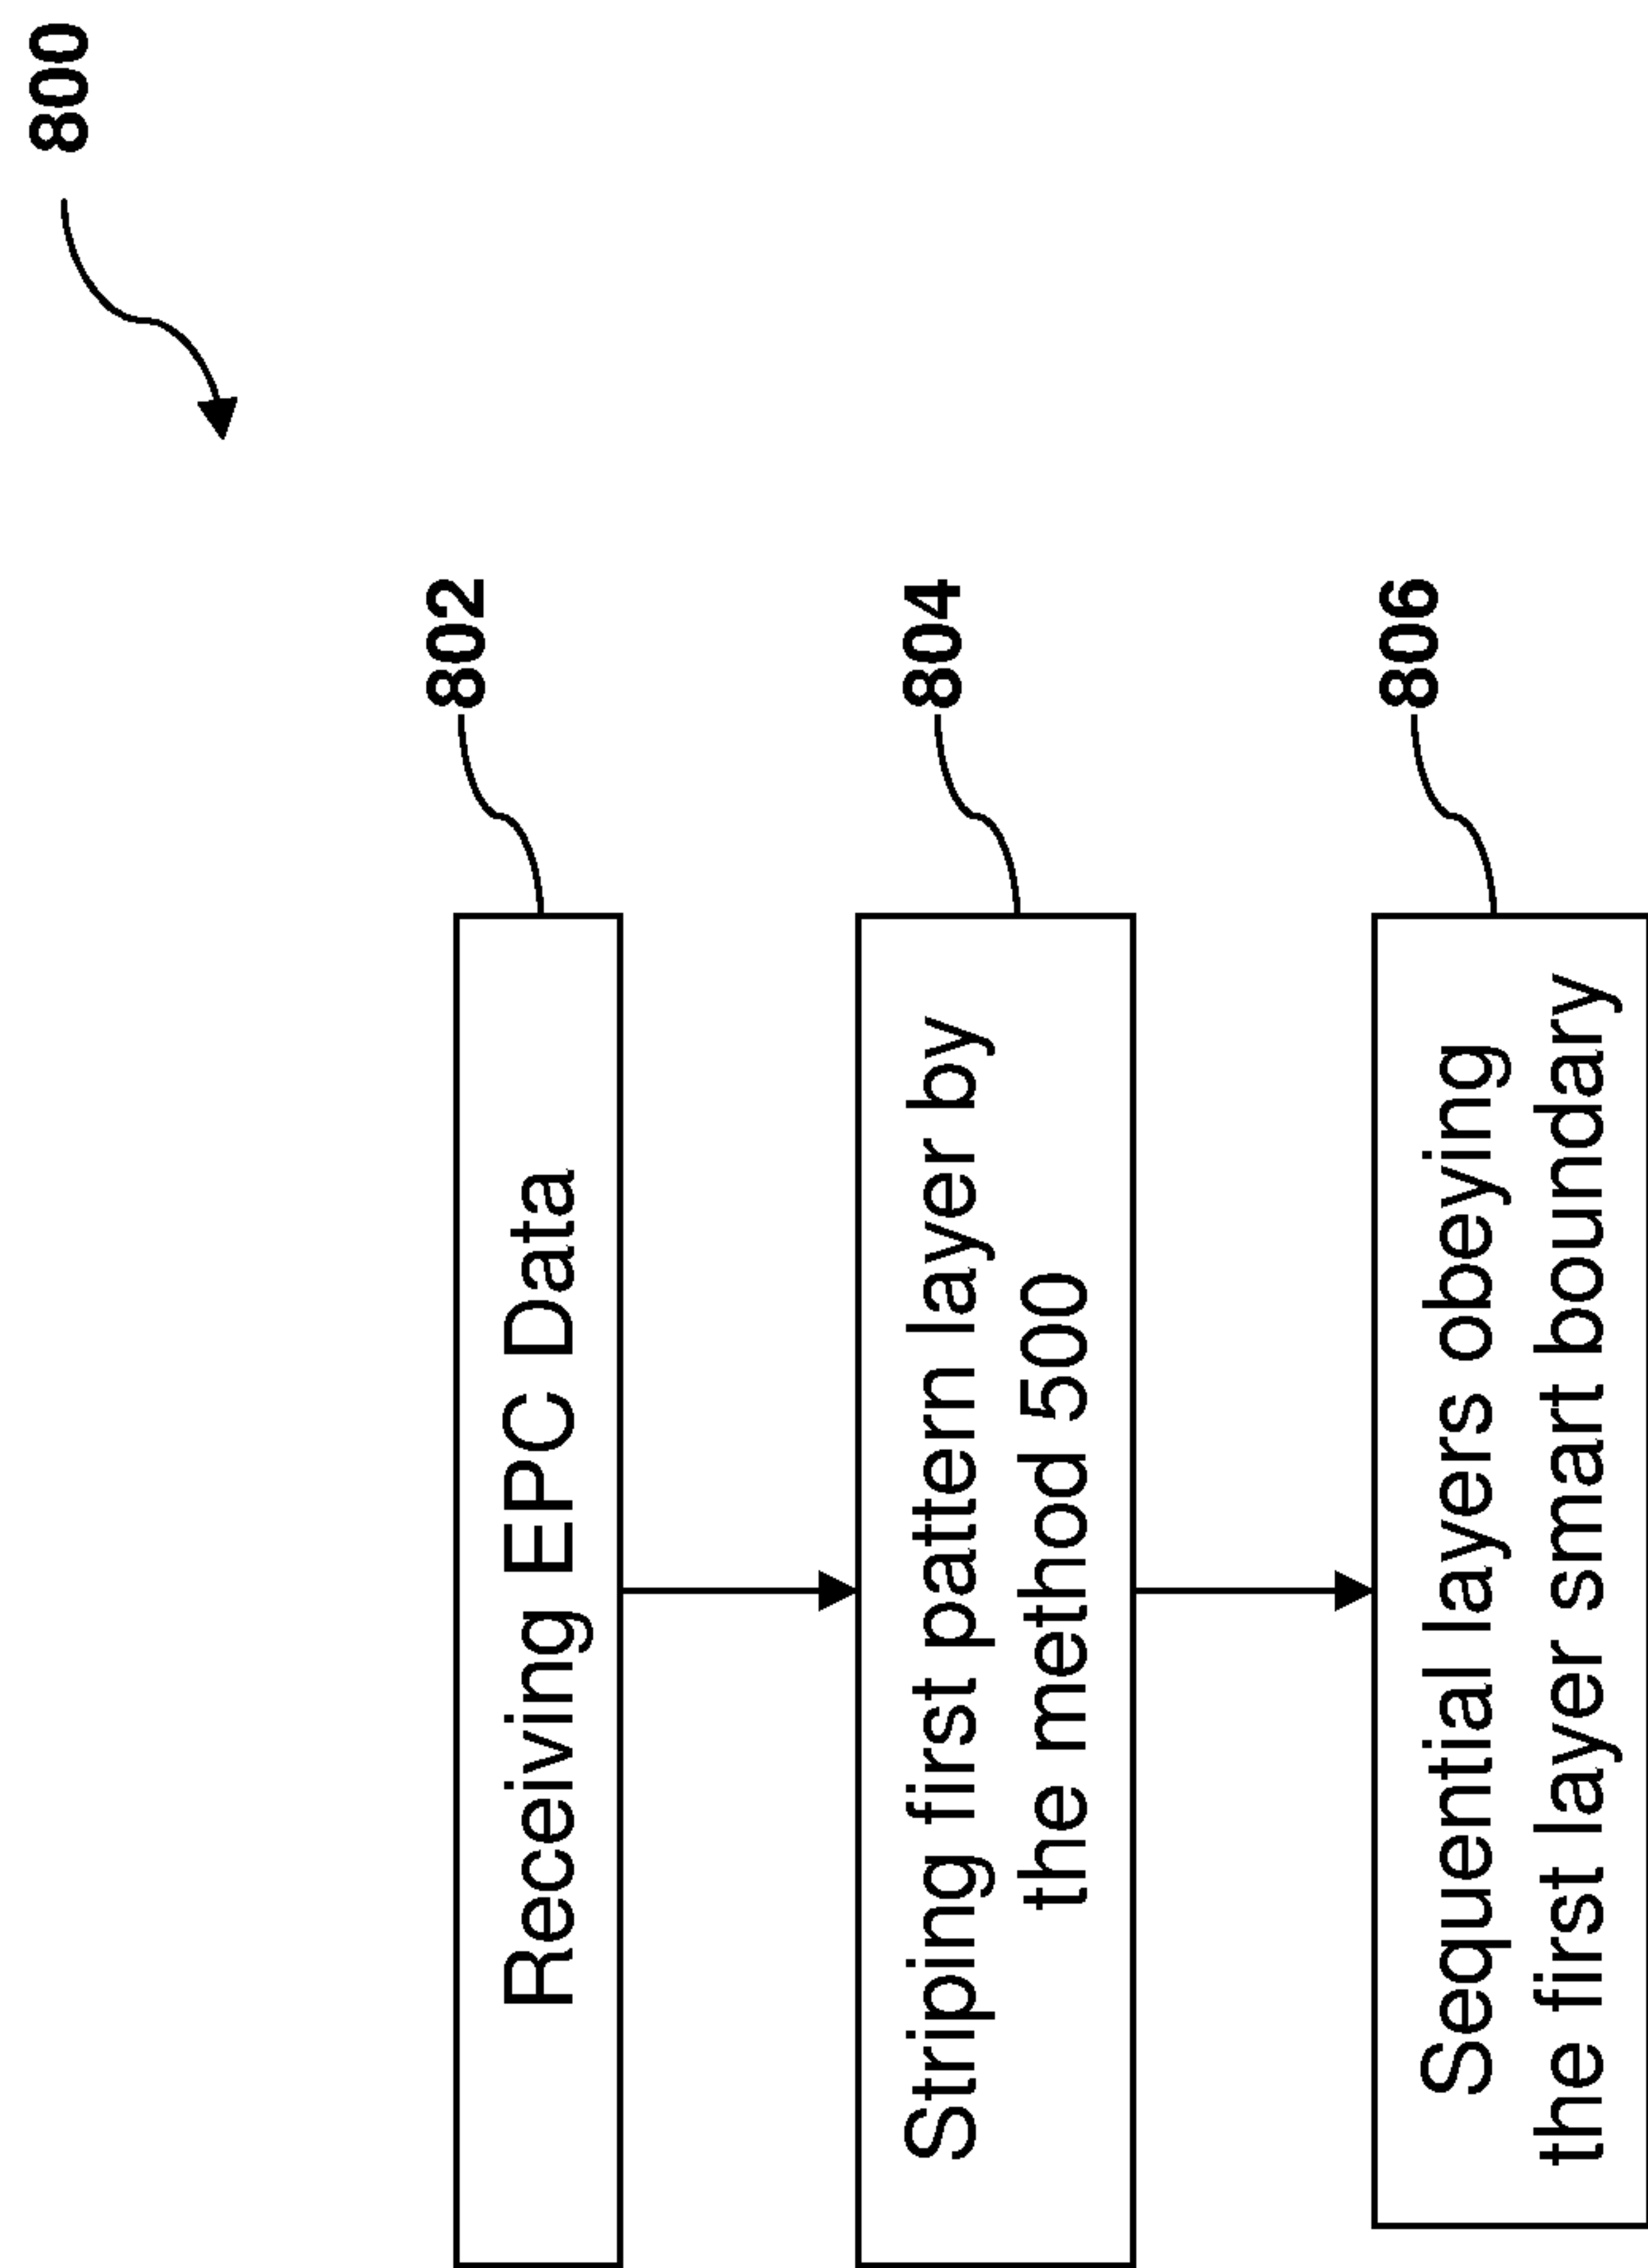 800
802
Receiving EPC Data
804
Striping first pattern layer by
the method 500
806
Sequential layers obeying
the first layer smart boundary